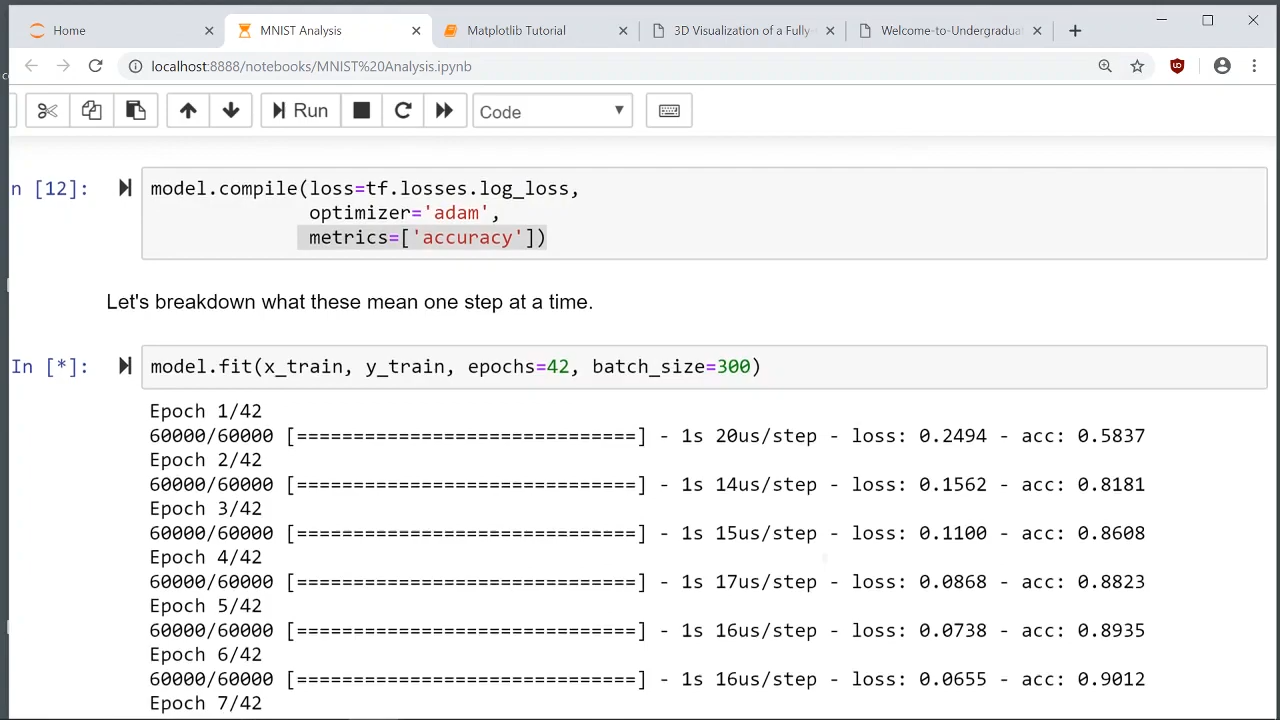 Home
MNIST Analysis
Matplotlib Tutorial
3D Visualization of a Fully
Welcome-to Undergradua
localhost:8888/notebooks/MNIST%20Analysis.ipynb
Run
Code
n [12]:
model.compile(loss=tf.losses.log_loss,
optimizer='adam',
metrics=['accuracy'])
Let's breakdown what these mean one step at a time.
In [*]:
model.fit(x_train, y_train, epochs=42, batch_size=300)
Epoch 1/42
60000/60000 [==============================] - 1s 20us/step - loss: 0.2494 - acc: 0.5837
Epoch 2/42
60000/60000 [==============================] - 1s 14us/step - loss: 0.1562 - acc: 0.8181
Epoch 3/42
60000/60000 [==============================] - 1s 15us/step - loss: 0.1100 - acc: 0.8608
Epoch 4/42
60000/60000 [==============================] - 1s 17us/step - loss: 0.0868 - acc: 0.8823
Epoch 5/42
60000/60000 [==============================] - 1s 16us/step - loss: 0.0738 - acc: 0.8935
Epoch 6/42
60000/60000 [==============================] - 1s 16us/step - loss: 0.0655 - acc: 0.9012
Epoch 7/42